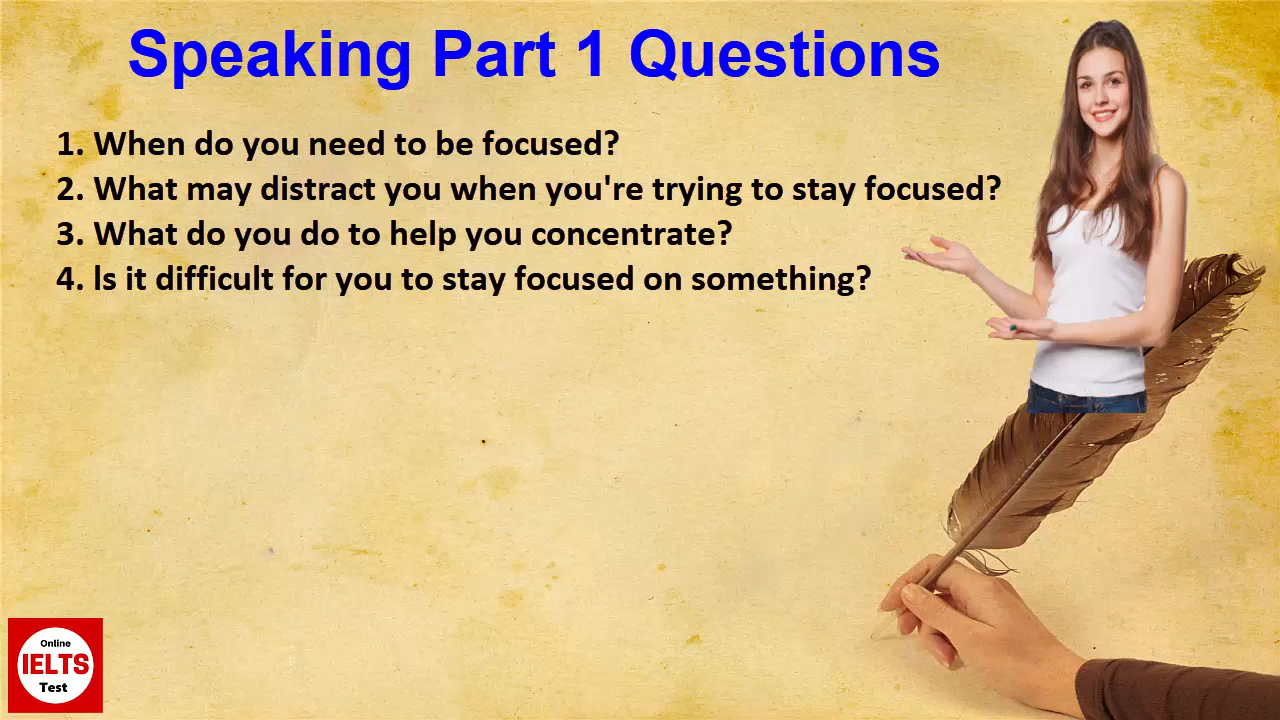 Speaking Part 1 Questions
1. When do you need to be focused?
2. What may distract you when you're trying to stay focused?
3. What do you do to help you concentrate?
4. Is it difficult for you to stay focused on something?
Online
IELTS
Test